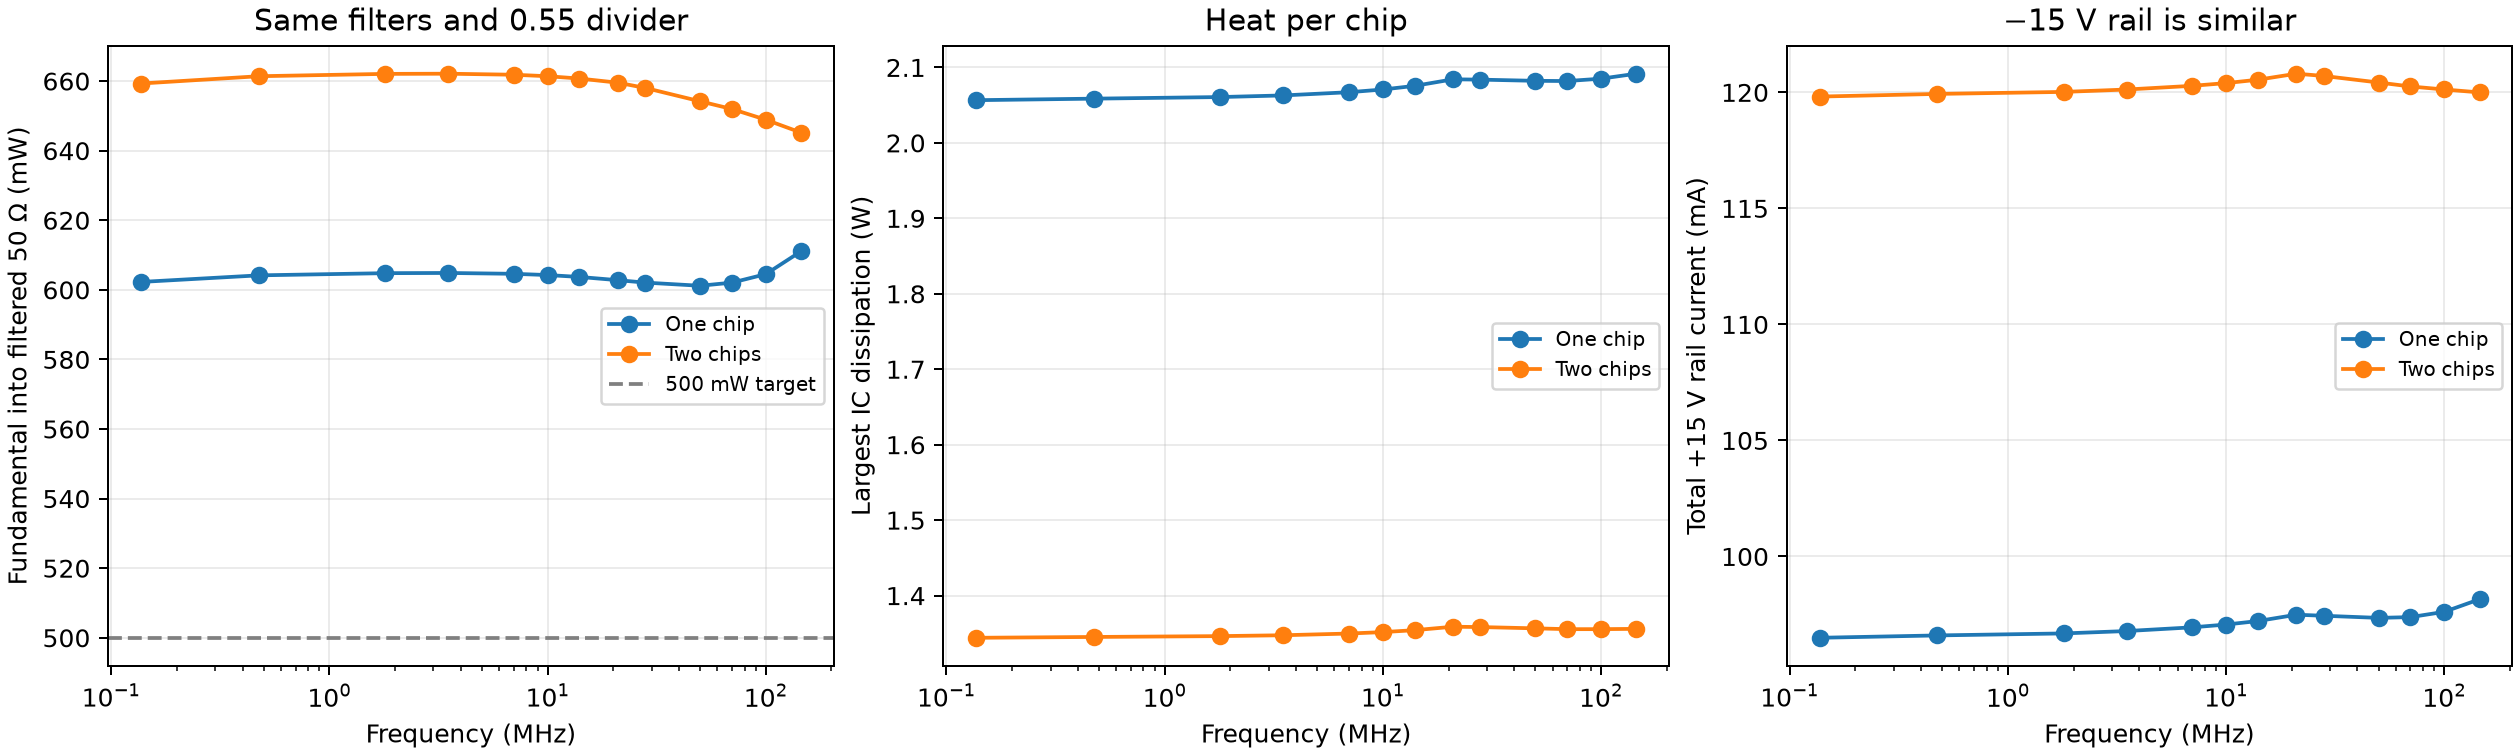 Same filters and 0.55 divider
Fundamental into filtered 50 Ω (mW)
660
640
620
600
580
560
540
520
500
One chip
Two chips
500 mW target
10⁻¹
10⁰
10¹
10²
Frequency (MHz)
Heat per chip
Largest IC dissipation (W)
2.1
2.0
1.9
1.8
1.7
1.6
1.5
1.4
One chip
Two chips
10⁻¹
10⁰
10¹
10²
Frequency (MHz)
−15 V rail is similar
Total +15 V rail current (mA)
120
115
110
105
100
One chip
Two chips
10⁻¹
10⁰
10¹
10²
Frequency (MHz)